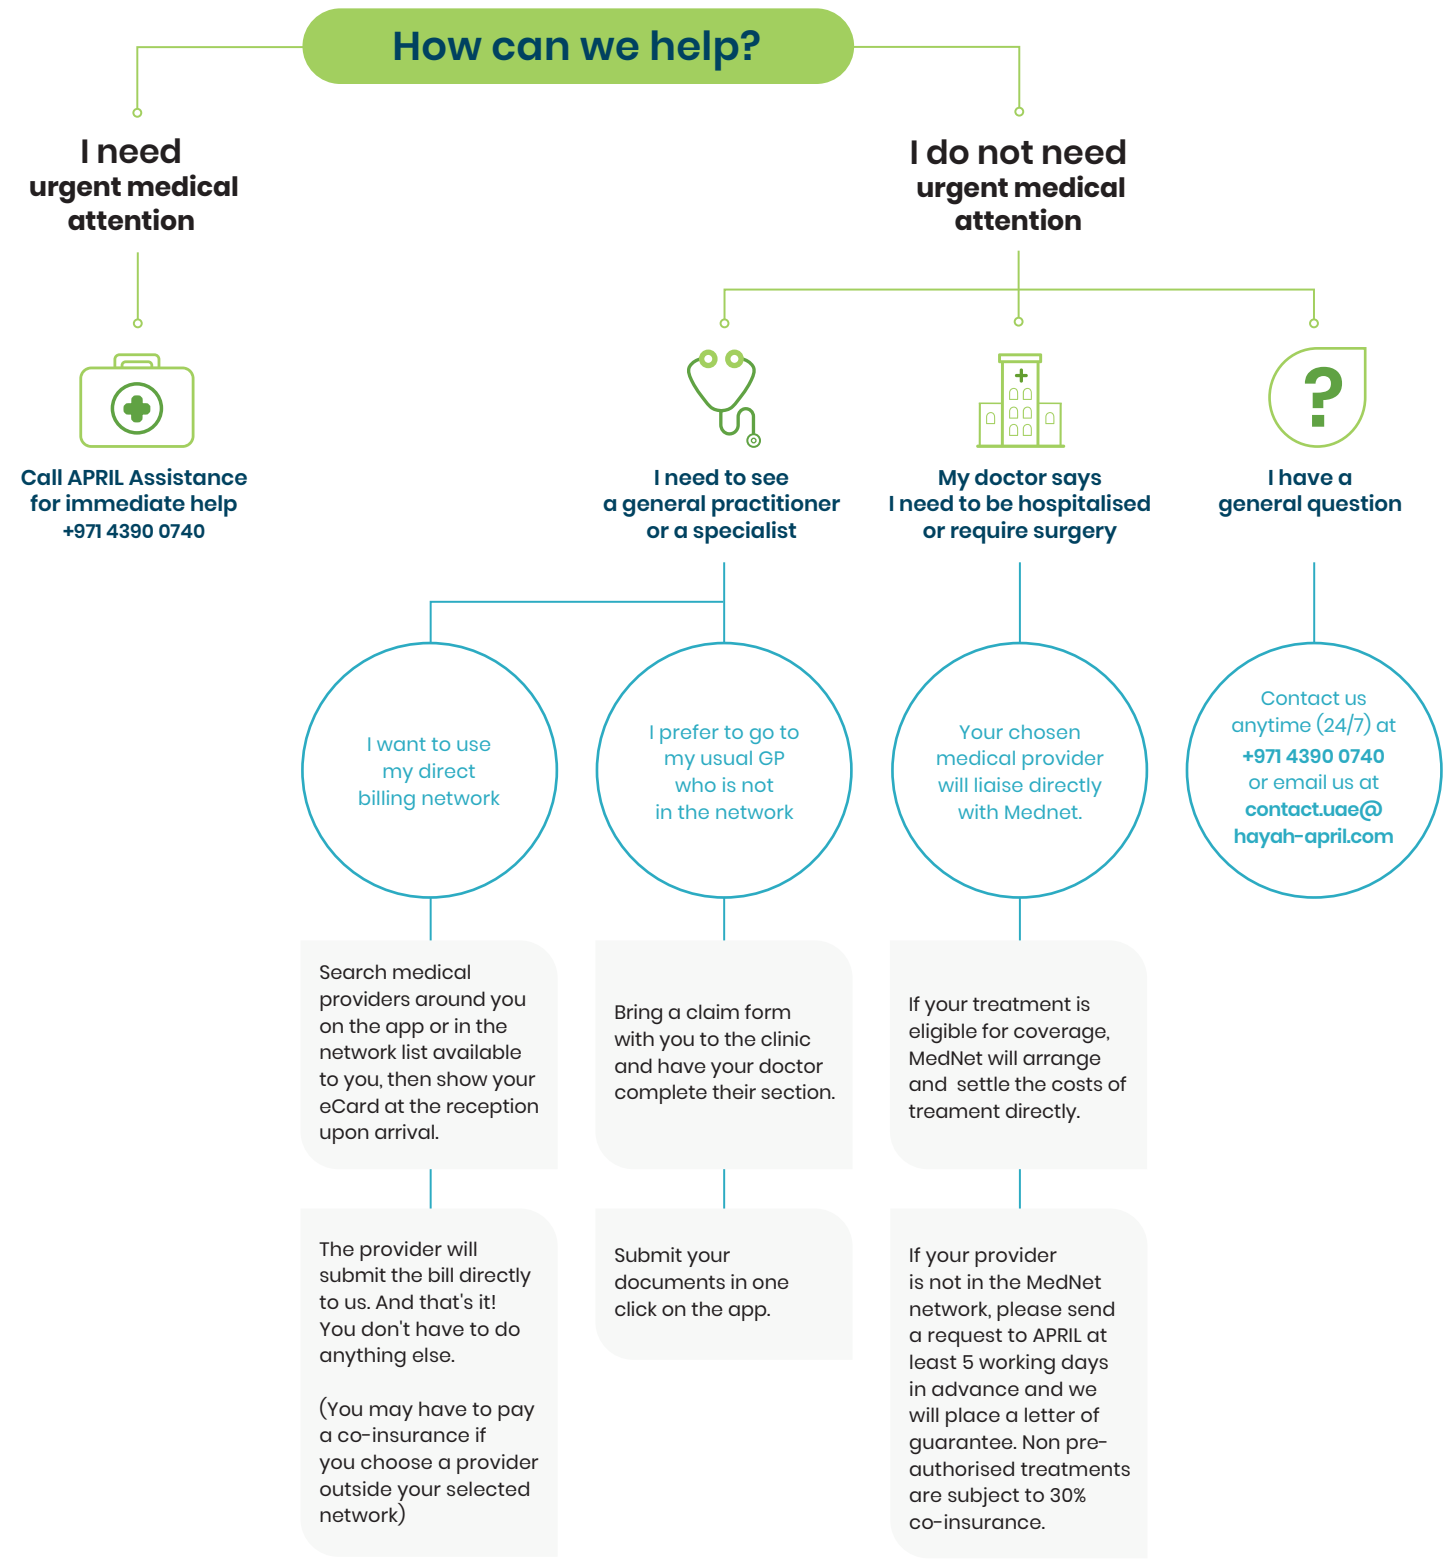 How can we help?
I need
urgent medical
attention
Call APRIL Assistance
for immediate help
+971 4390 0740
I do not need
urgent medical
attention
I need to see
a general practitioner
or a specialist
I want to use
my direct
billing network
Search medical
providers around you
on the app or in the
network list available
to you, then show your
eCard at the reception
upon arrival.
The provider will
submit the bill directly
to us. And that's it!
You don't have to do
anything else.
(You may have to pay
a co-insurance if
you choose a provider
outside your selected
network)
I prefer to go to
my usual GP
who is not
in the network
Bring a claim form
with you to the clinic
and have your doctor
complete their section.
Submit your
documents in one
click on the app.
My doctor says
I need to be hospitalised
or require surgery
Your chosen
medical provider
will liaise directly
with Mednet.
If your treatment is
eligible for coverage,
MedNet will arrange
and settle the costs of
treament directly.
If your provider
is not in the MedNet
network, please send
a request to APRIL at
least 5 working days
in advance and we
will place a letter of
guarantee. Non pre-
authorised treatments
are subject to 30%
co-insurance.
?
I have a
general question
Contact us
anytime (24/7) at
+971 4390 0740
or email us at
contact.uae@
hayah-april.com